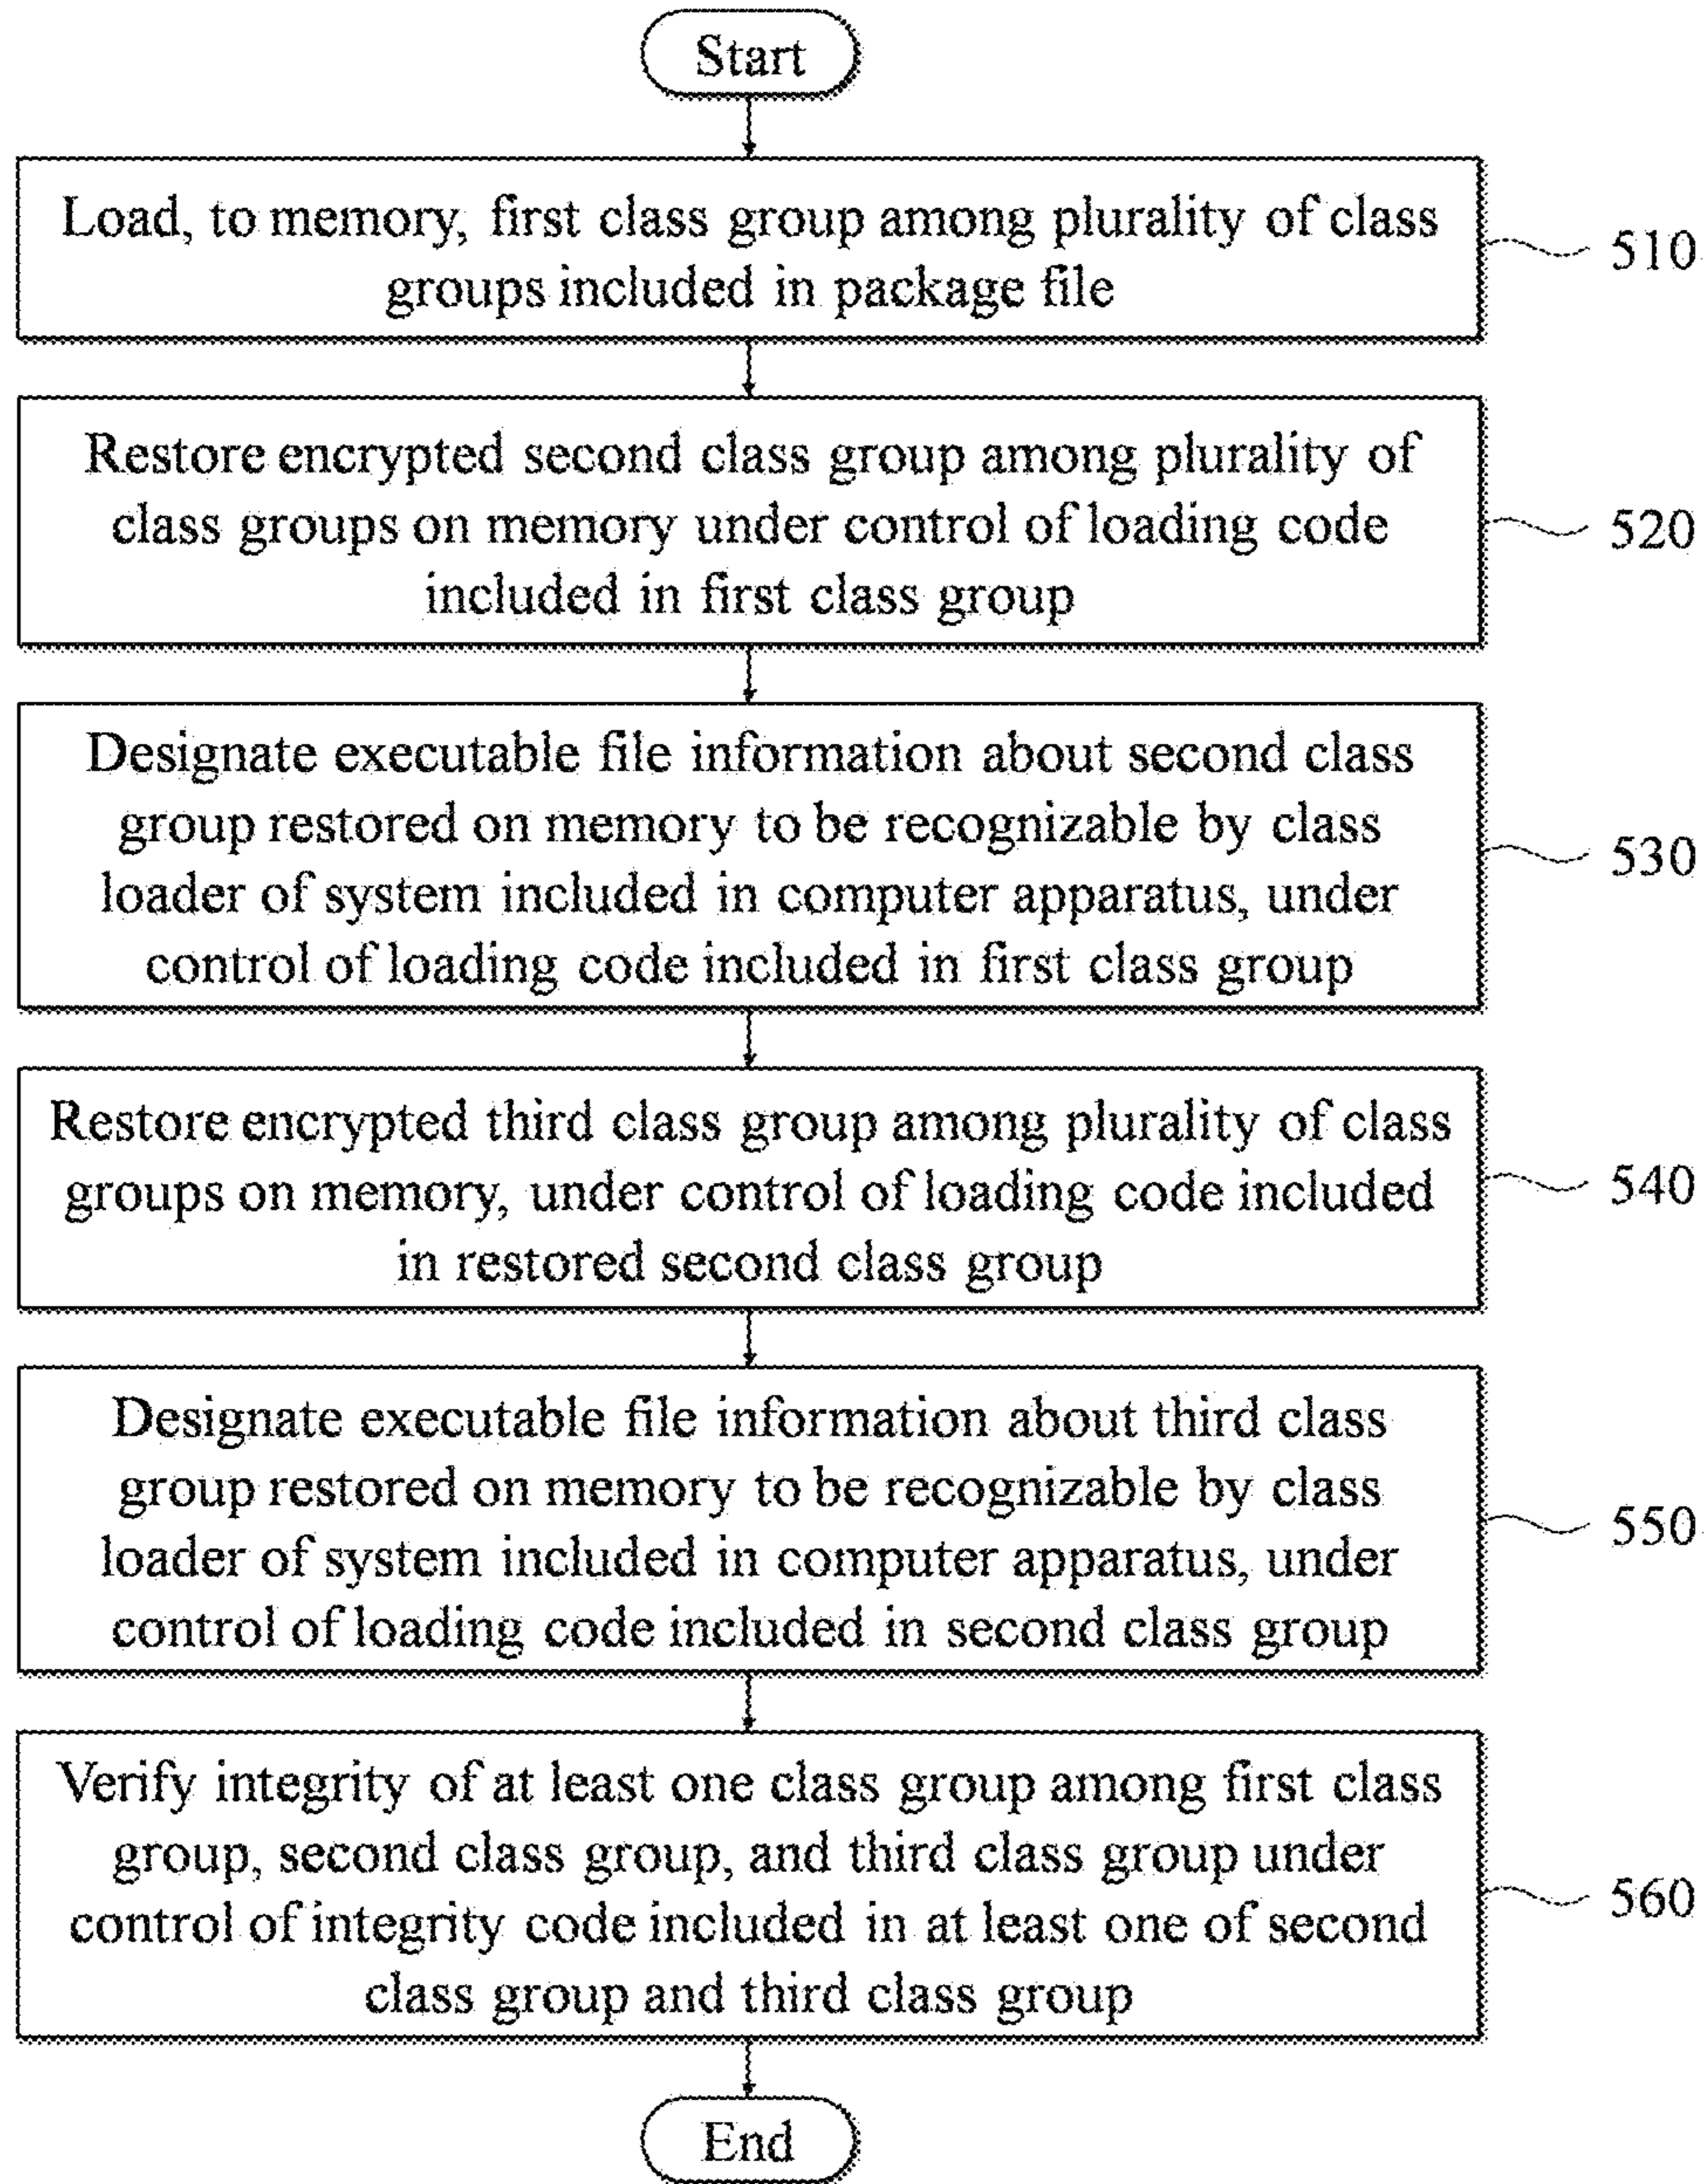 Start
Load, to memory, first class group among plurality of class
groups included in package file
510
Restore encrypted second class group among plurality of
class groups on memory under control of loading code
included in first class group
520
Designate executable file information about second class
group restored on memory to be recognizable by class
loader of system included in computer apparatus, under
control of loading code included in first class group
530
Restore encrypted third class group among plurality of class
groups on memory, under control of loading code included
in restored second class group
540
Designate executable file information about third class
group restored on memory to be recognizable by class
loader of system included in computer apparatus, under
control of loading code included in second class group
550
Verify integrity of at least one class group among first class
group, second class group, and third class group under
control of integrity code included in at least one of second
class group and third class group
560
End